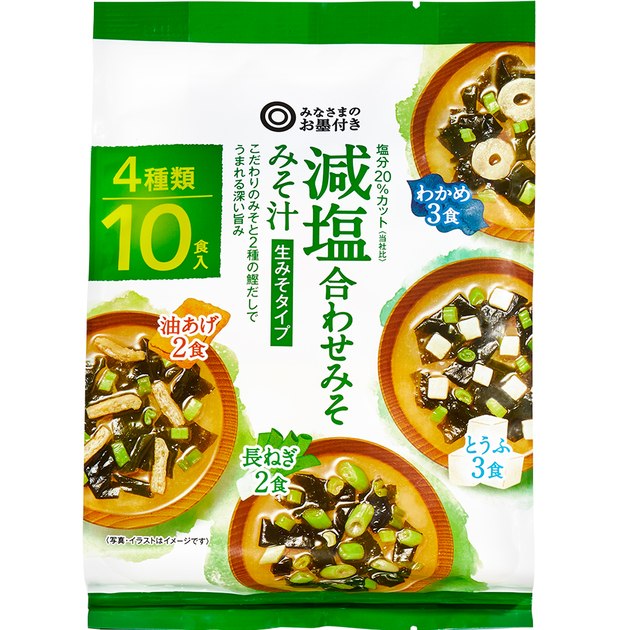 みなさまの
お墨付き
4種類
10食入
塩分20%カット(当社比)
減塩合わせみそ
みそ汁
生みそタイプ
こだわりのみそと2種の鰹だしで
うまれる深い旨み
わかめ
3食
油あげ
2食
とうふ
3食
長ねぎ
2食
(写真・イラストはイメージです)